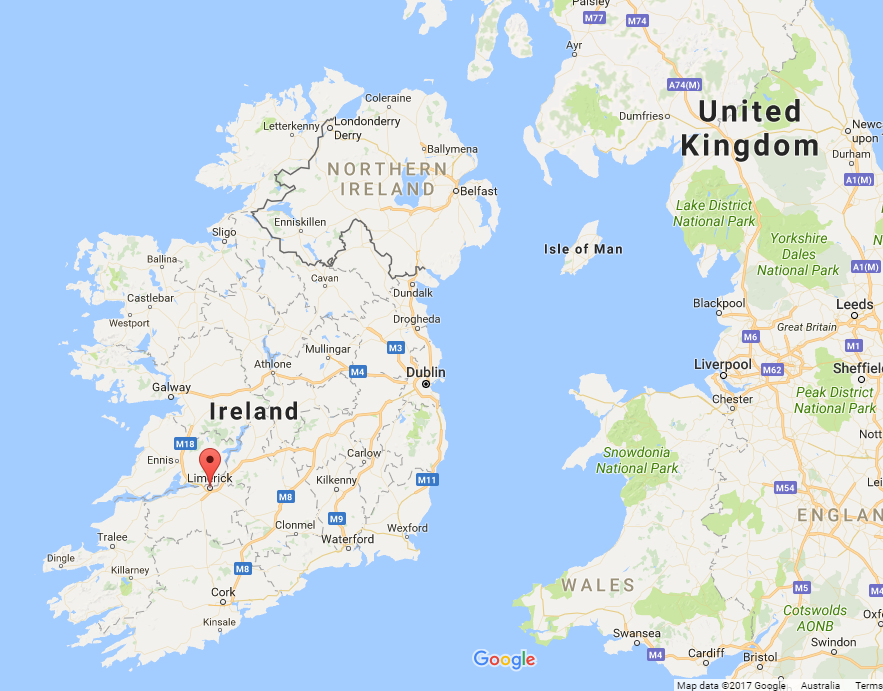 Paisley
M77
M74
Ayr
A74(M)
Coleraine
Londonderry
Derry
Letterkenny
Dumfries
United
Kingdom
Newc
upon
Durham
Ballymena
NORTHERN
IRELAND
A1(M)
Belfast
Lake District
National Park
Enniskillen
Sligo
Isle of Man
Yorkshire
Dales
National Park
N
Ballina
A1(M)
Cavan
Dundalk
Castlebar
Blackpool
Leeds
Westport
Drogheda
Great Britain
M6
M3
Mullingar
M1
Athlone
M4
Dublin
Liverpool
M62
Sheffield
Galway
Chester
Peak District
National Park
Ireland
M18
Nott
Carlow
Snowdonia
National Park
Ennis
Limerick
Kilkenny
M11
Lei
M54
M8
M9
ENGLAN
Clonmel
Wexford
Tralee
Waterford
Dingle
Killarney
M8
WALES
M5
M4
Cork
Cotswolds
AONB
Oxfo
Kinsale
Swansea
Swindon
Cardiff
M4
Bristol
Google
Map data ©2017 Google Australia Terms